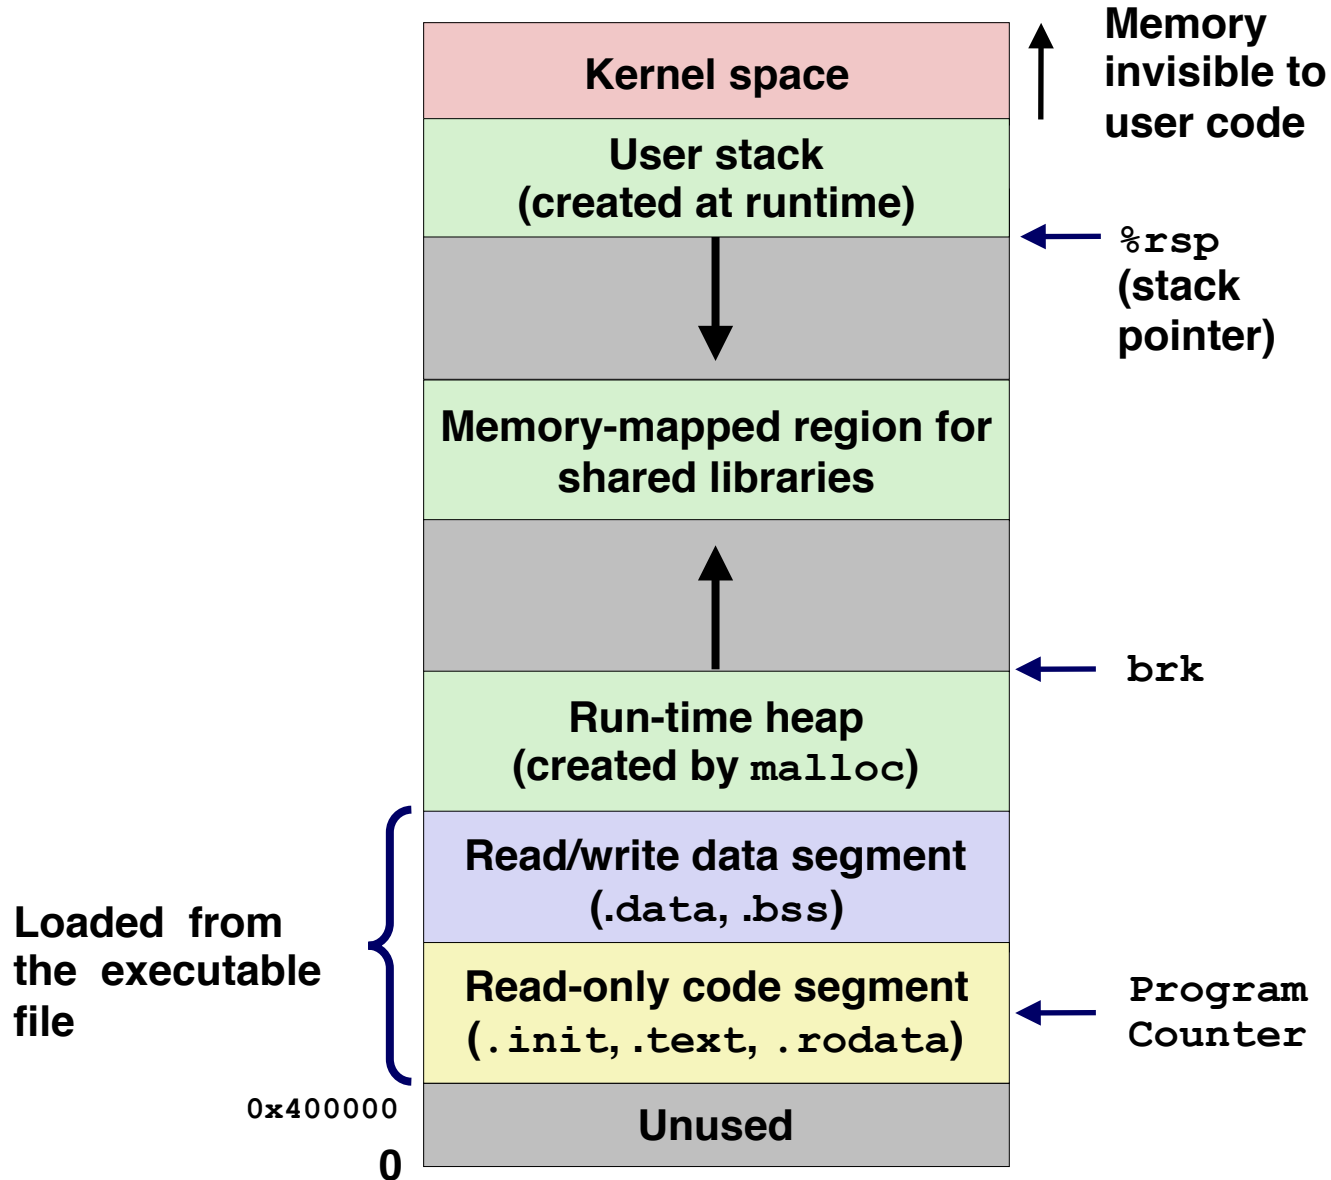 Kernel space
Memory
invisible to
user code
User stack
(created at runtime)
%rsp
(stack
pointer)
Memory-mapped region for
shared libraries
brk
Run-time heap
(created by malloc)
Read/write data segment
(.data, .bss)
Loaded from
the executable
file
Read-only code segment
(.init, .text, .rodata)
Program
Counter
0x400000
Unused
0